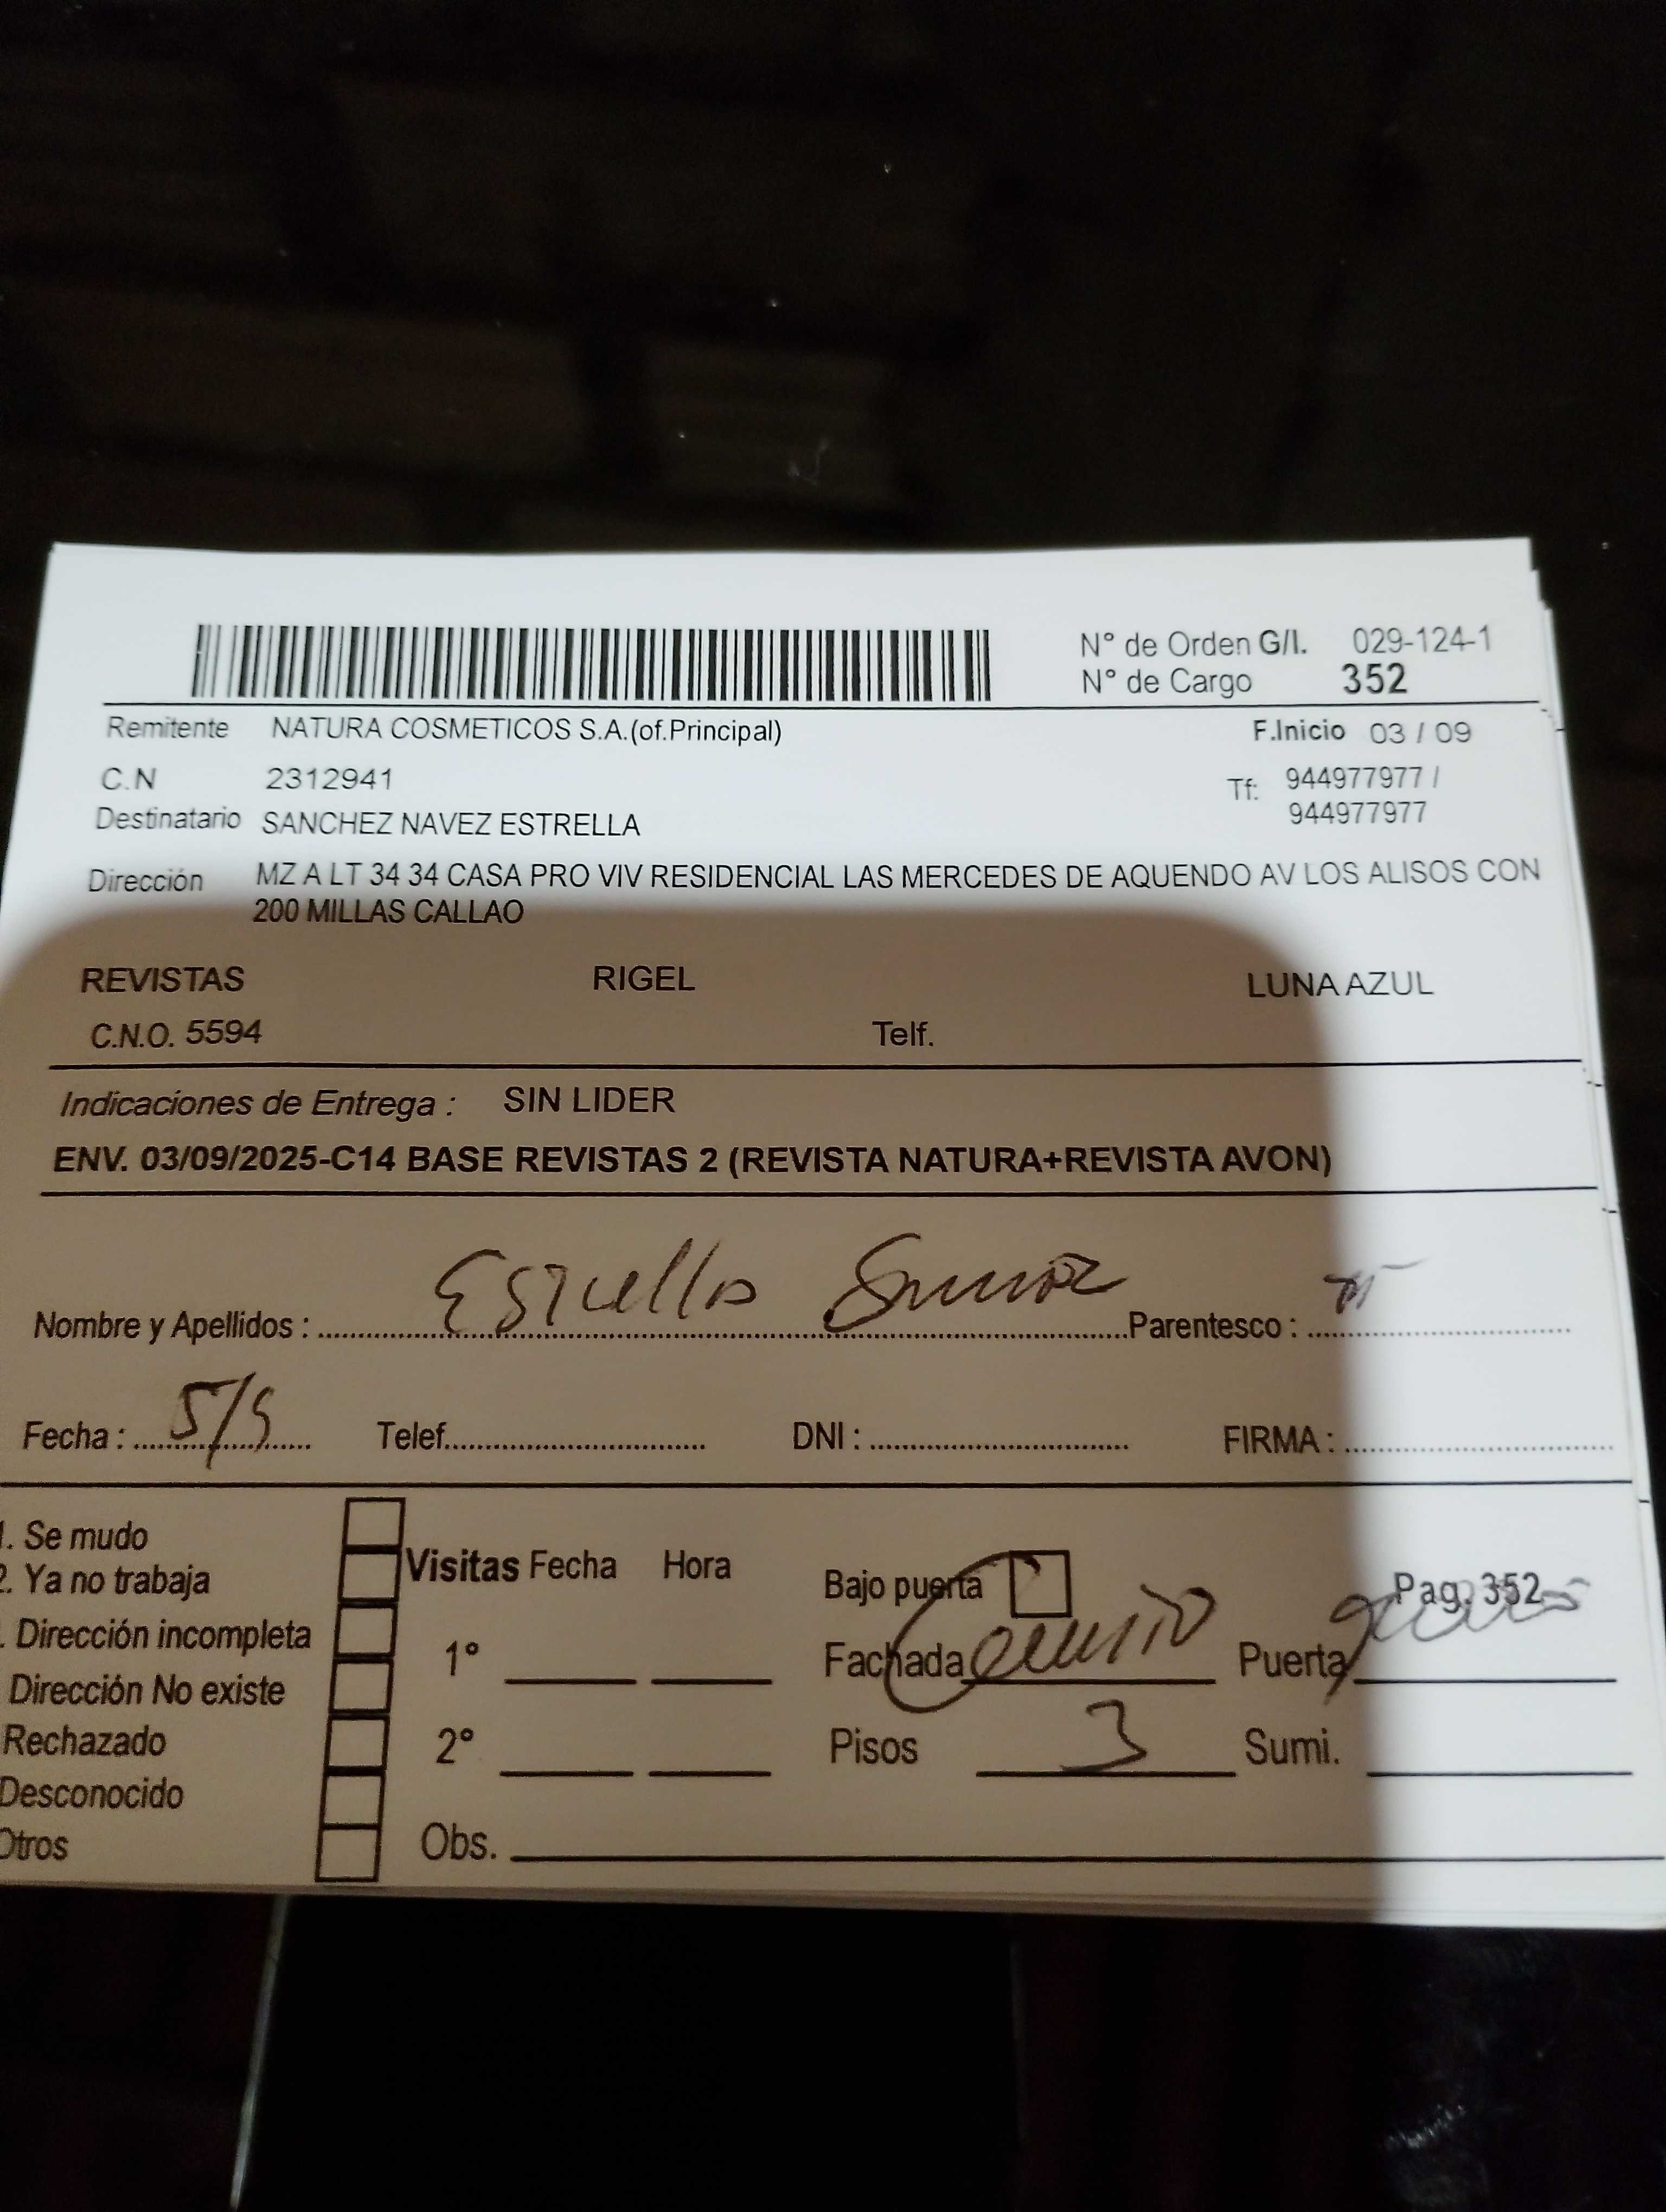 N° de Orden G/I. 029-124-1
N° de Cargo 352
Remitente NATURA COSMETICOS S.A.(of.Principal) F.Inicio 03 / 09
C.N 2312941 Tf: 944977977 /
944977977
Destinatario SANCHEZ NAVEZ ESTRELLA
Dirección MZ A LT 34 34 CASA PRO VIV RESIDENCIAL LAS MERCEDES DE AQUENDO AV LOS ALISOS CON
200 MILLAS CALLAO
REVISTAS RIGEL LUNA AZUL
C.N.O. 5594 Telf.
Indicaciones de Entrega : SIN LIDER
ENV. 03/09/2025-C14 BASE REVISTAS 2 (REVISTA NATURA+REVISTA AVON)
Nombre y Apellidos : Estrella Parentesco :
Fecha : 5/9 Telef. DNI : FIRMA :
1. Se mudo
2. Ya no trabaja
. Dirección incompleta
Dirección No existe
Rechazado
Desconocido
Otros
Visitas Fecha Hora
1°
2°
Obs.
Bajo puerta Pag. 352
Fachada Puerta
Pisos 3 Sumi.